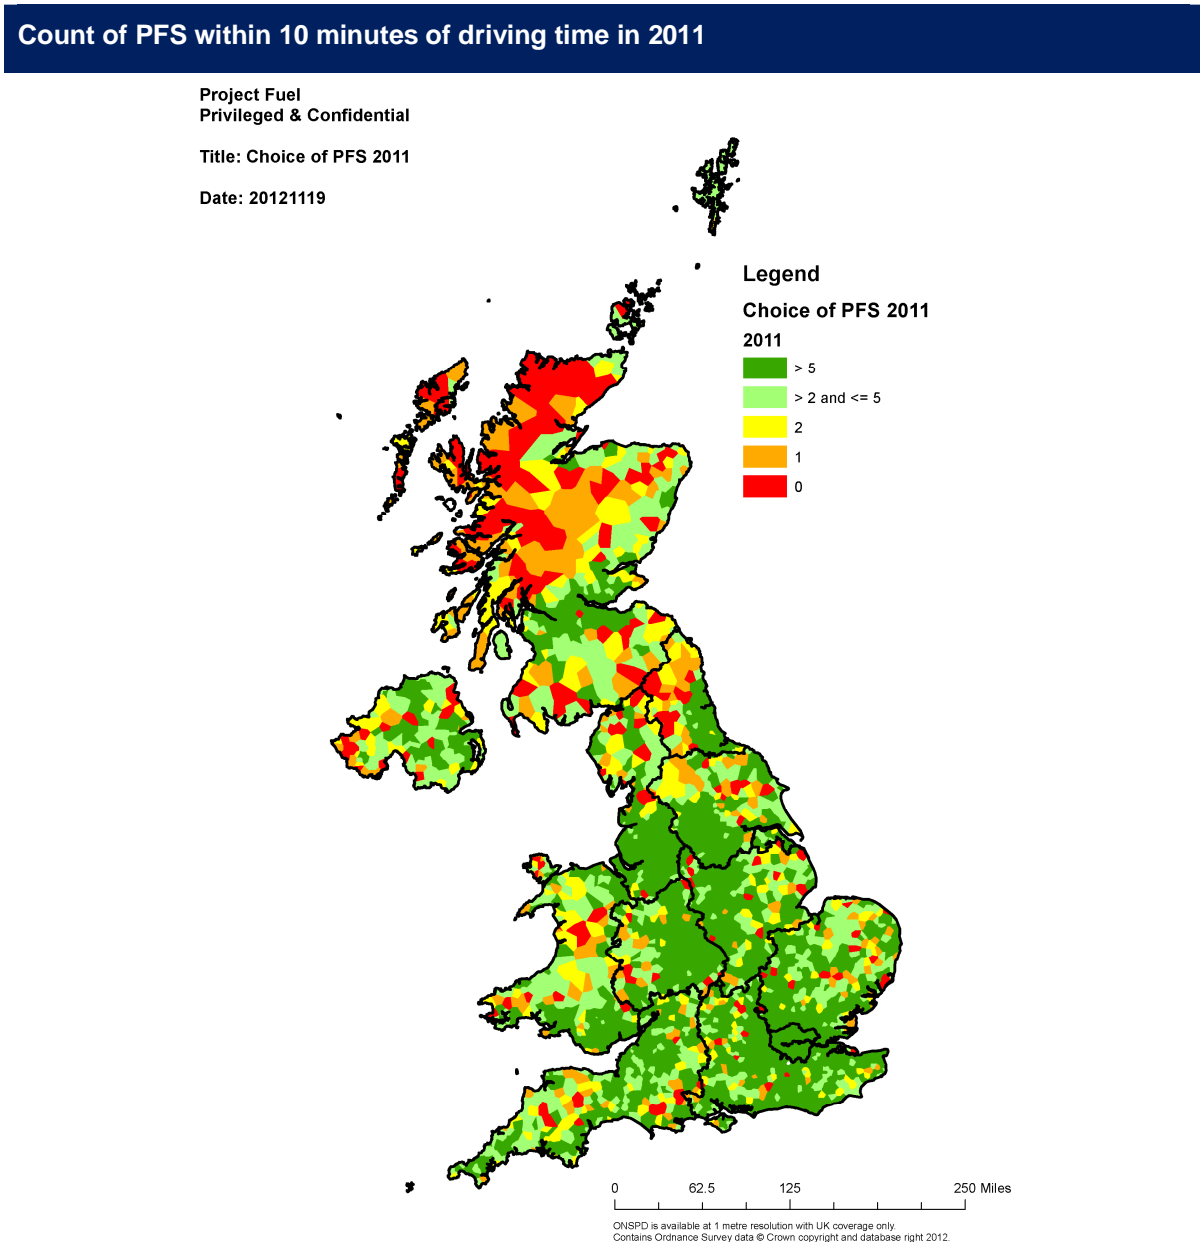 Count of PFS within 10 minutes of driving time in 2011
Project Fuel
Privileged & Confidential
Title: Choice of PFS 2011
Date: 20121119
Legend
Choice of PFS 2011
2011
> 5
> 2 and <= 5
2
1
0
0 62.5 125 250 Miles
ONSPD is available at 1 metre resolution with UK coverage only.
Contains Ordnance Survey data © Crown copyright and database right 2012.